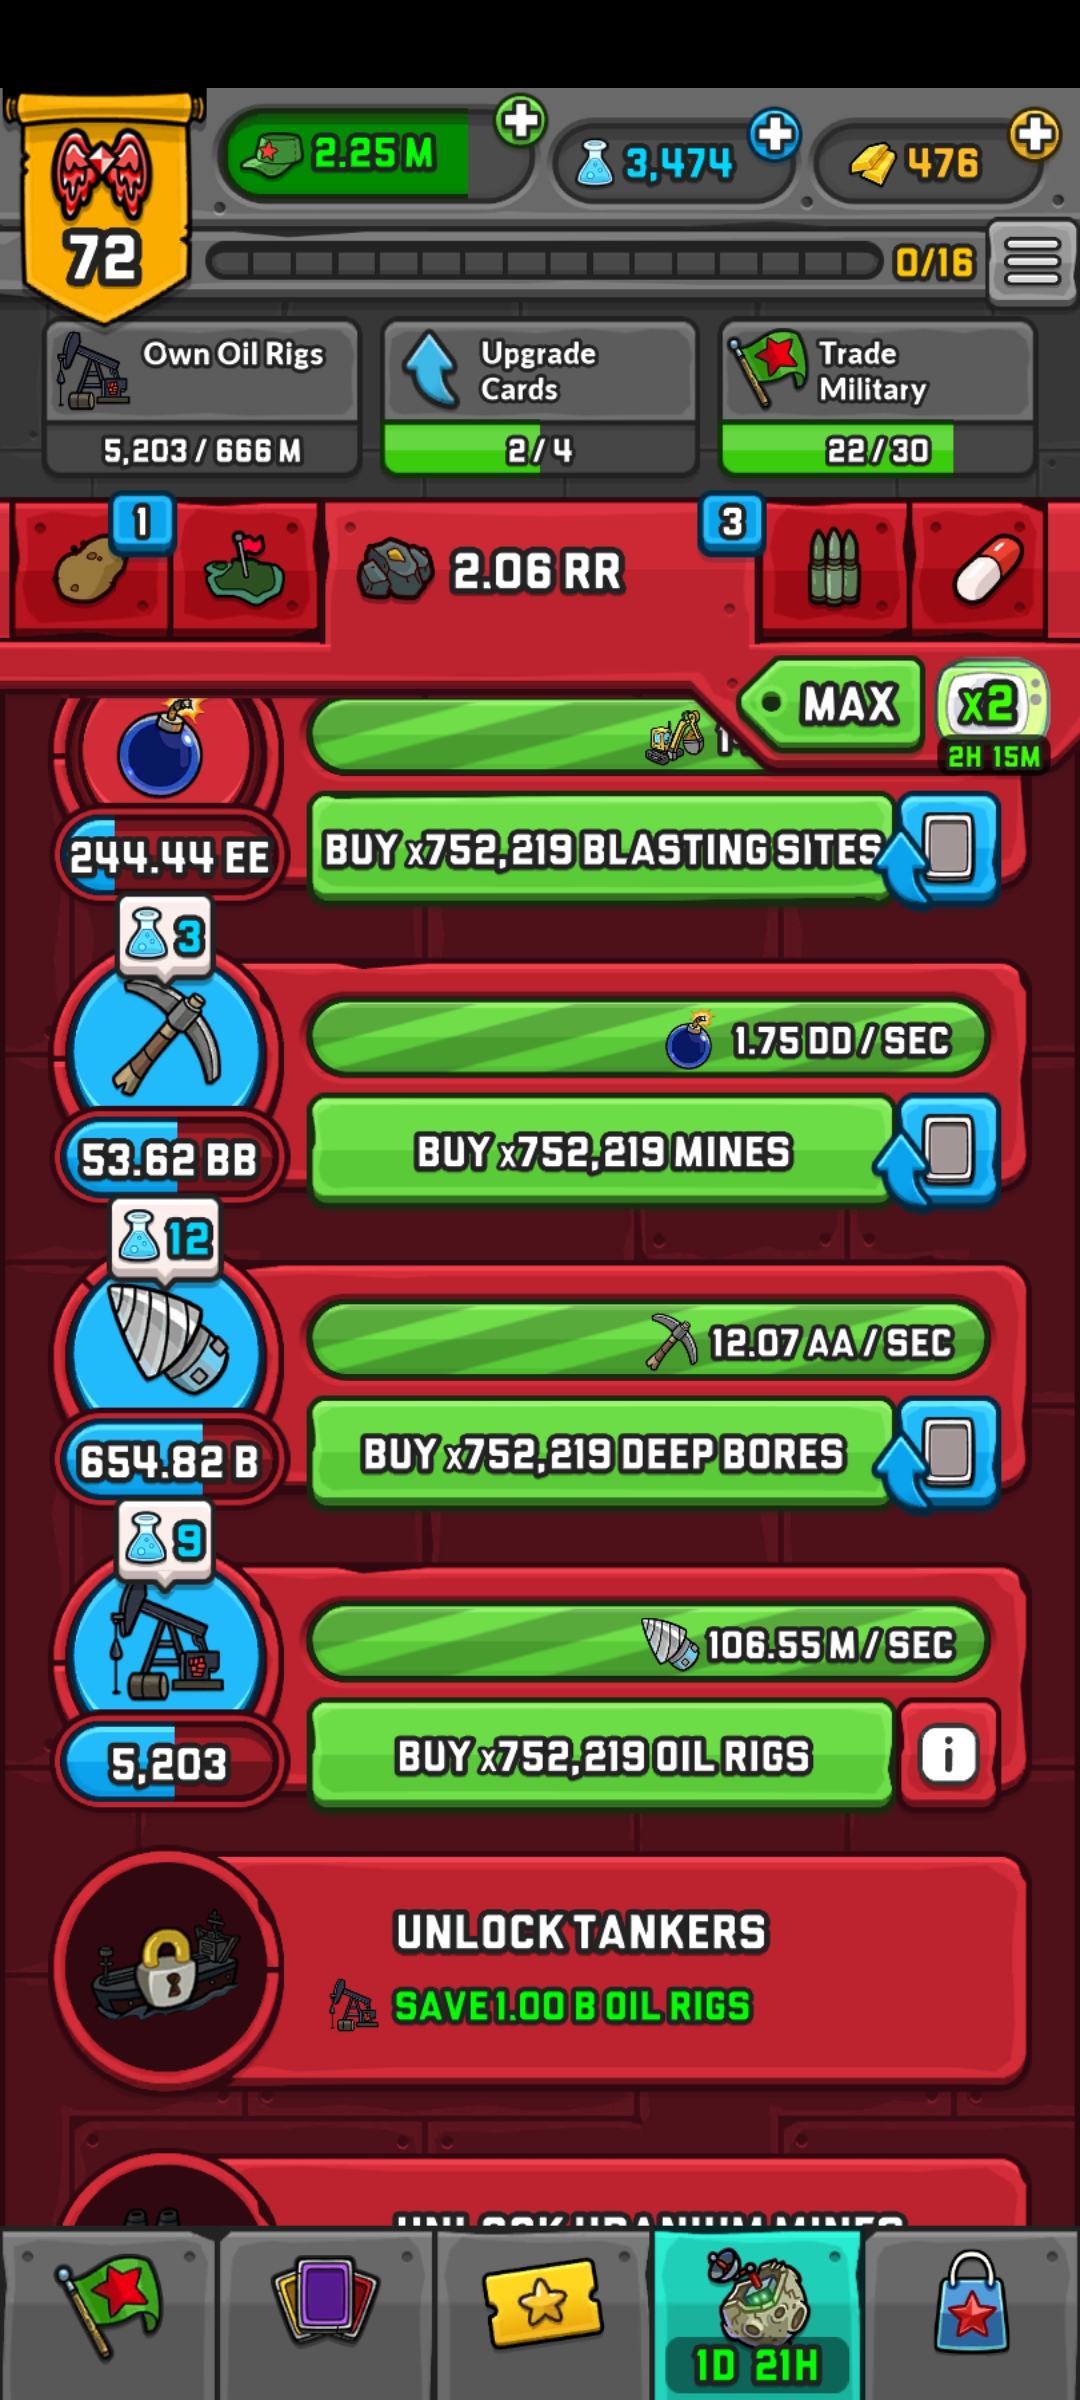 2.25 M
3,474
476
72
0/16
Own Oil Rigs
Upgrade
Cards
Trade
Military
5,203 / 666 M
2/4
22/30
1
3
2.06 RR
MAX
x2
2H 15M
244.44 EE
BUY x752,219 BLASTING SITES
3
1.75 DD / SEC
53.62 BB
BUY x752,219 MINES
12
12.07 AA / SEC
654.82 B
BUY x752,219 DEEP BORES
9
106.55 M / SEC
5,203
BUY x752,219 OIL RIGS
i
UNLOCK TANKERS
SAVE 1.00 B OIL RIGS
UNLOCK URANIUM MINES
1D 21H